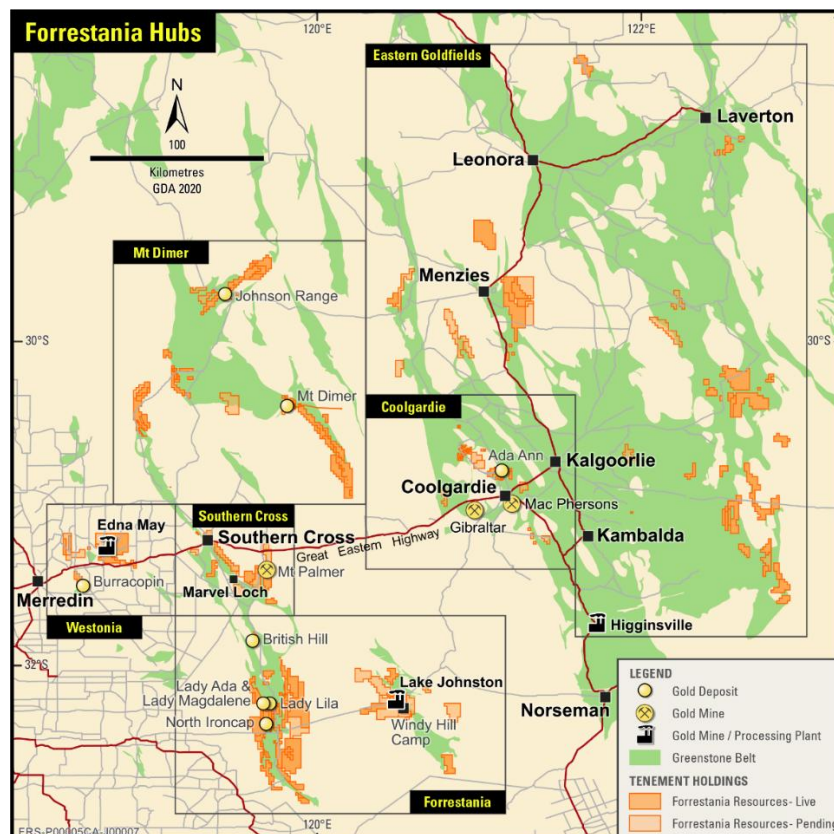 Forrestania Hubs
120°E
122°E
Eastern Goldfields
N
100
Kilometres
GDA 2020
Laverton
Leonora
Mt Dimer
Menzies
Johnson Range
30°S
30°S
Mt Dimer
Coolgardie
Ada Ann
Kalgoorlie
Coolgardie
Mac Phersons
Gibraltar
Edna May
Southern Cross
Southern Cross
Great Eastern Highway
Kambalda
Mt Palmer
Marvel Loch
Burracopin
Merredin
Westonia
Higginsville
British Hill
32°S
Lake Johnston
Lady Ada &
Lady Magdalene
Lady Lila
North Ironcap
Windy Hill
Camp
Norseman
Forrestania
120°E
LEGEND
Gold Deposit
Gold Mine
Gold Mine / Processing Plant
Greenstone Belt
TENEMENT HOLDINGS
Forrestania Resources- Live
Forrestania Resources- Pending